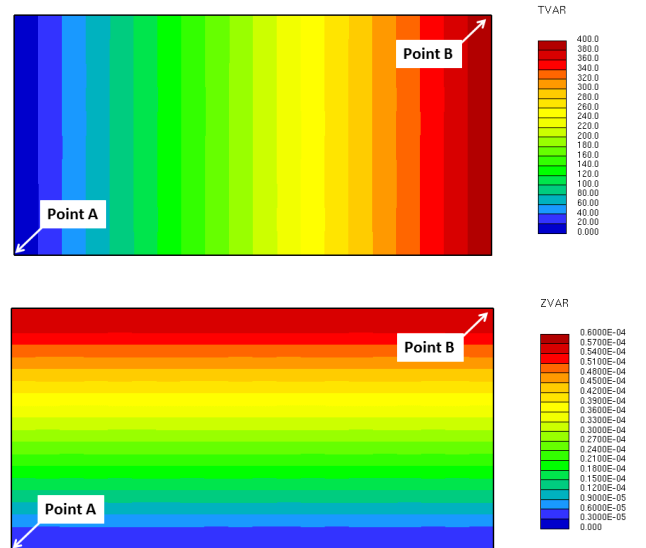 TVAR
Point B
400.0
380.0
360.0
340.0
320.0
300.0
280.0
260.0
240.0
220.0
200.0
180.0
160.0
140.0
120.0
100.0
80.00
60.00
40.00
20.00
0.000
Point A
ZVAR
Point B
0.6000E-04
0.5700E-04
0.5400E-04
0.5100E-04
0.4800E-04
0.4500E-04
0.4200E-04
0.3900E-04
0.3600E-04
0.3300E-04
0.3000E-04
0.2700E-04
0.2400E-04
0.2100E-04
0.1800E-04
0.1500E-04
0.1200E-04
0.9000E-05
0.6000E-05
0.3000E-05
0.000
Point A